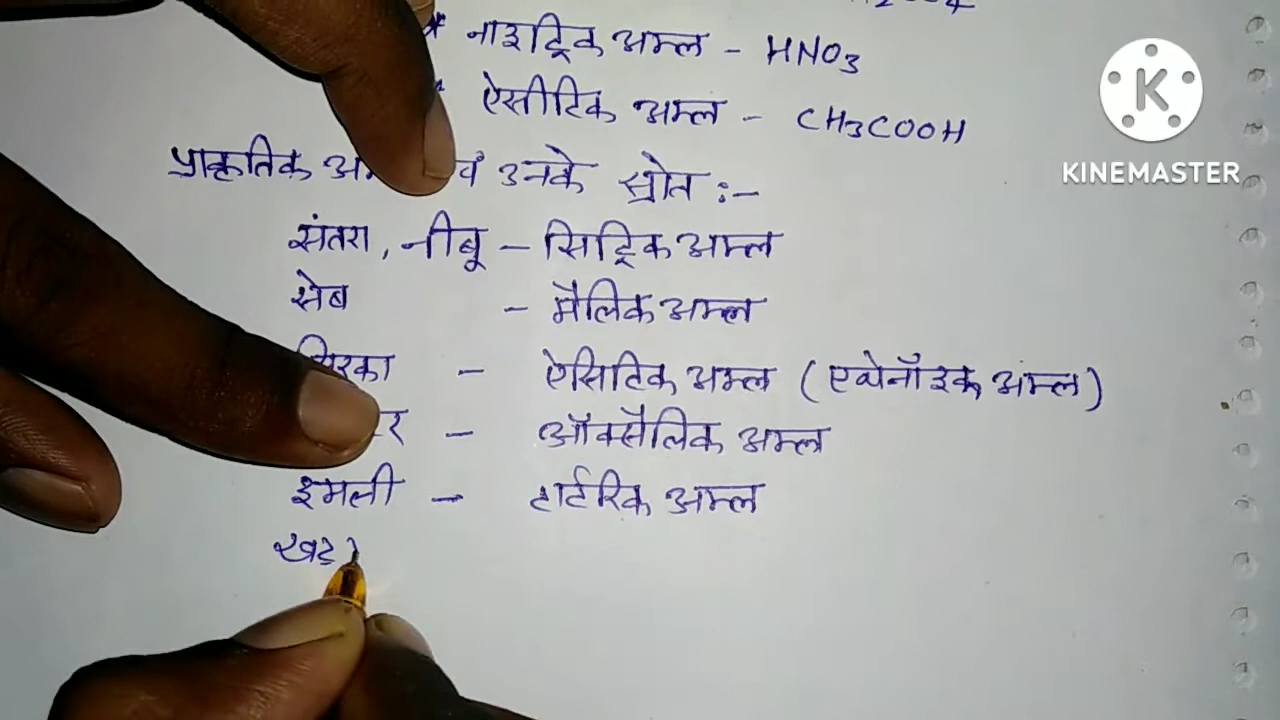 नाइट्रिक अम्ल - HNO3
ऐसीटिक अम्ल - CH3COOH
प्राकृतिक उनके स्रोत :-
संतरा, नीबू - सिट्रिक अम्ल
सेब - मैलिक अम्ल
- ऐसिटिक अम्ल (एथेनॉइक अम्ल)
- ऑक्सैलिक अम्ल
इमली - टार्टरिक अम्ल
K
KINEMASTER